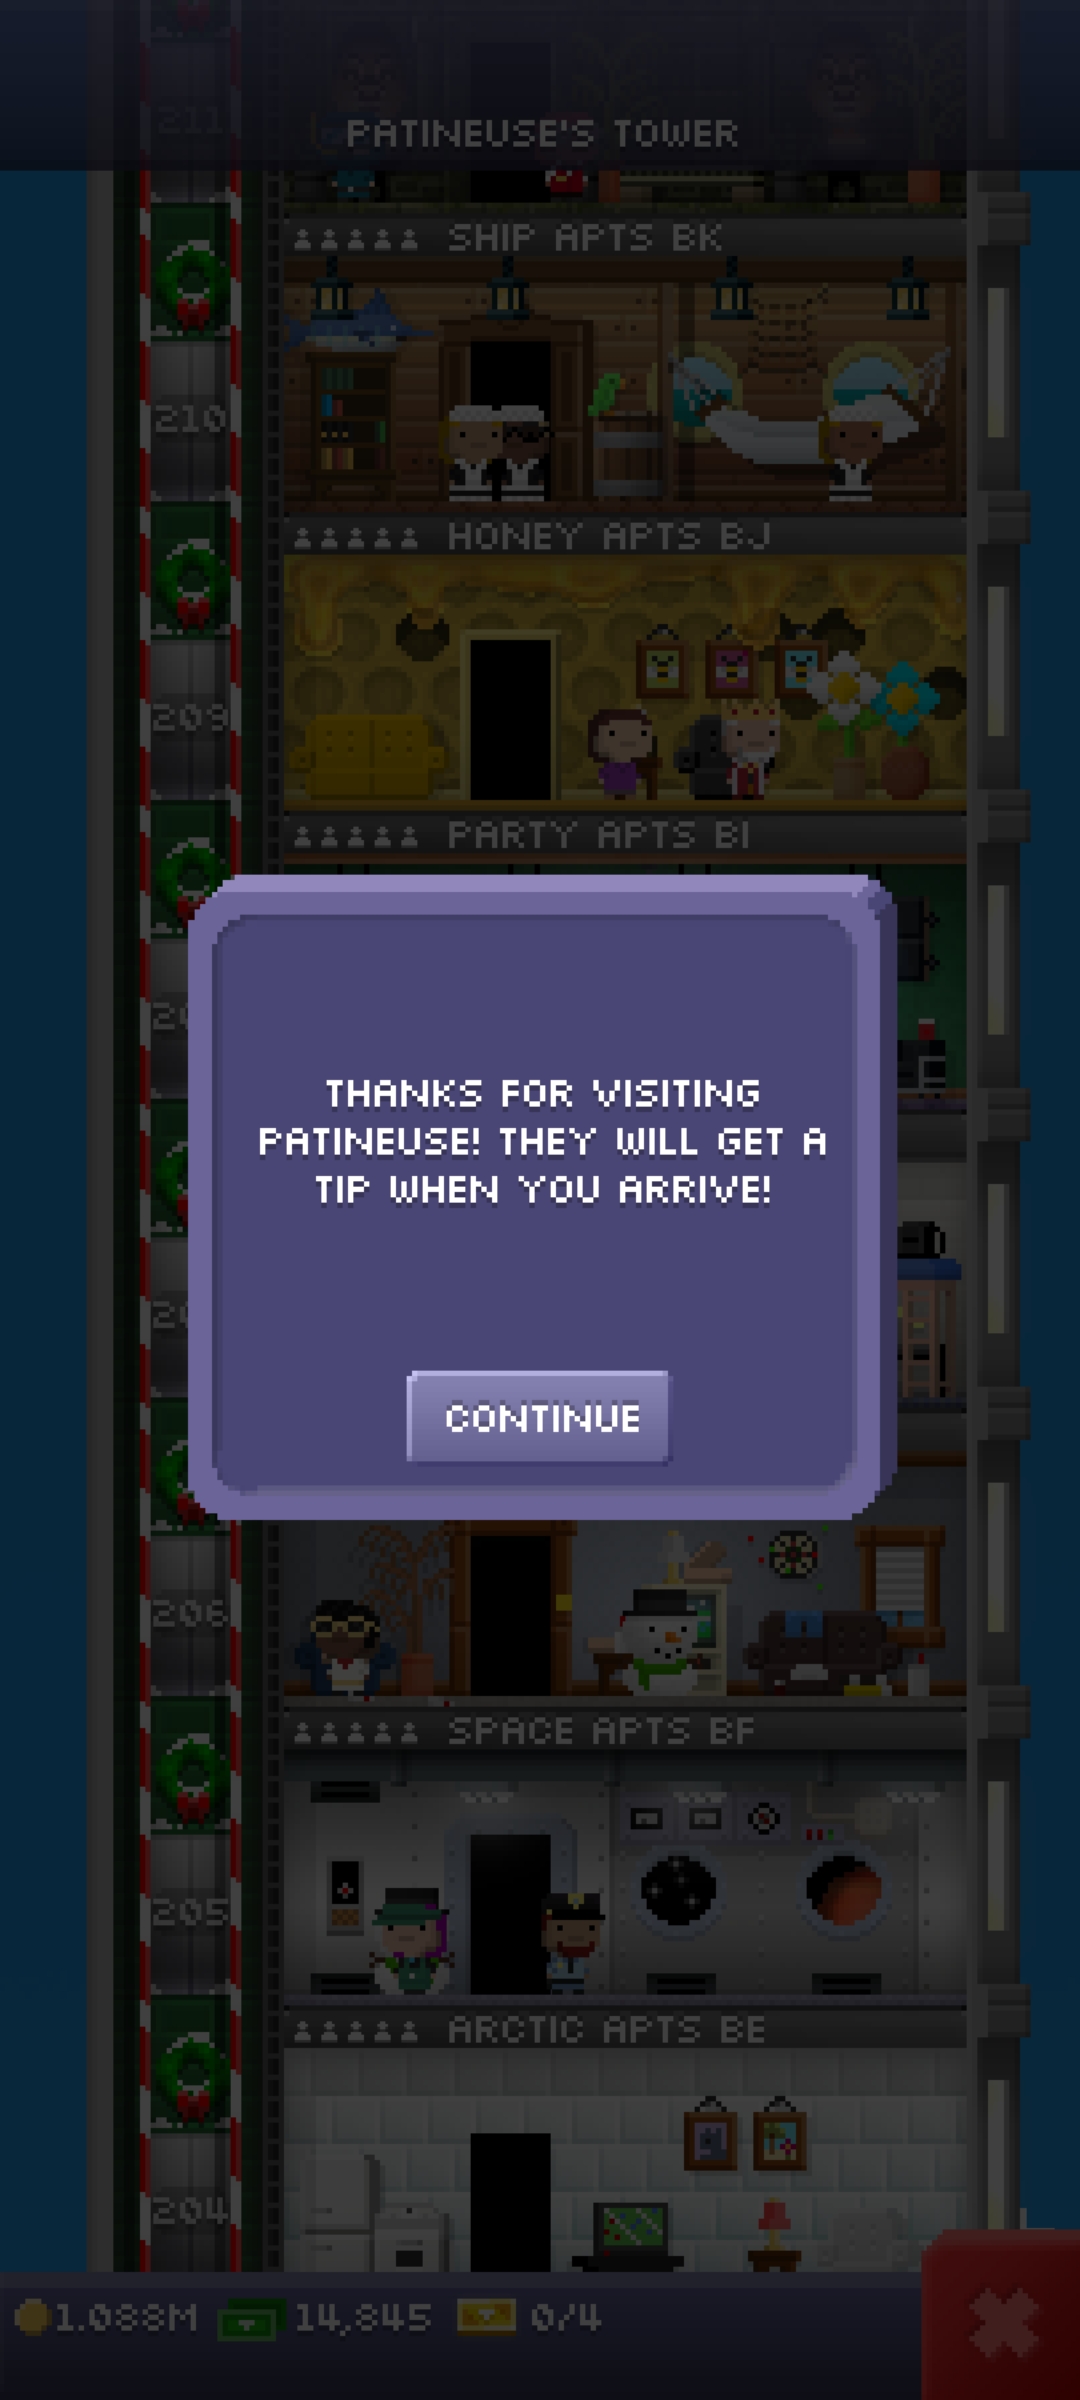 211
PATINEUSE'S TOWER
SHIP APTS BK
210
HONEY APTS BJ
209
PARTY APTS BI
THANKS FOR VISITING
PATINEUSE! THEY WILL GET A
TIP WHEN YOU ARRIVE!
CONTINUE
206
SPACE APTS BF
205
ARCTIC APTS BE
204
1.088M 14,845 0/4